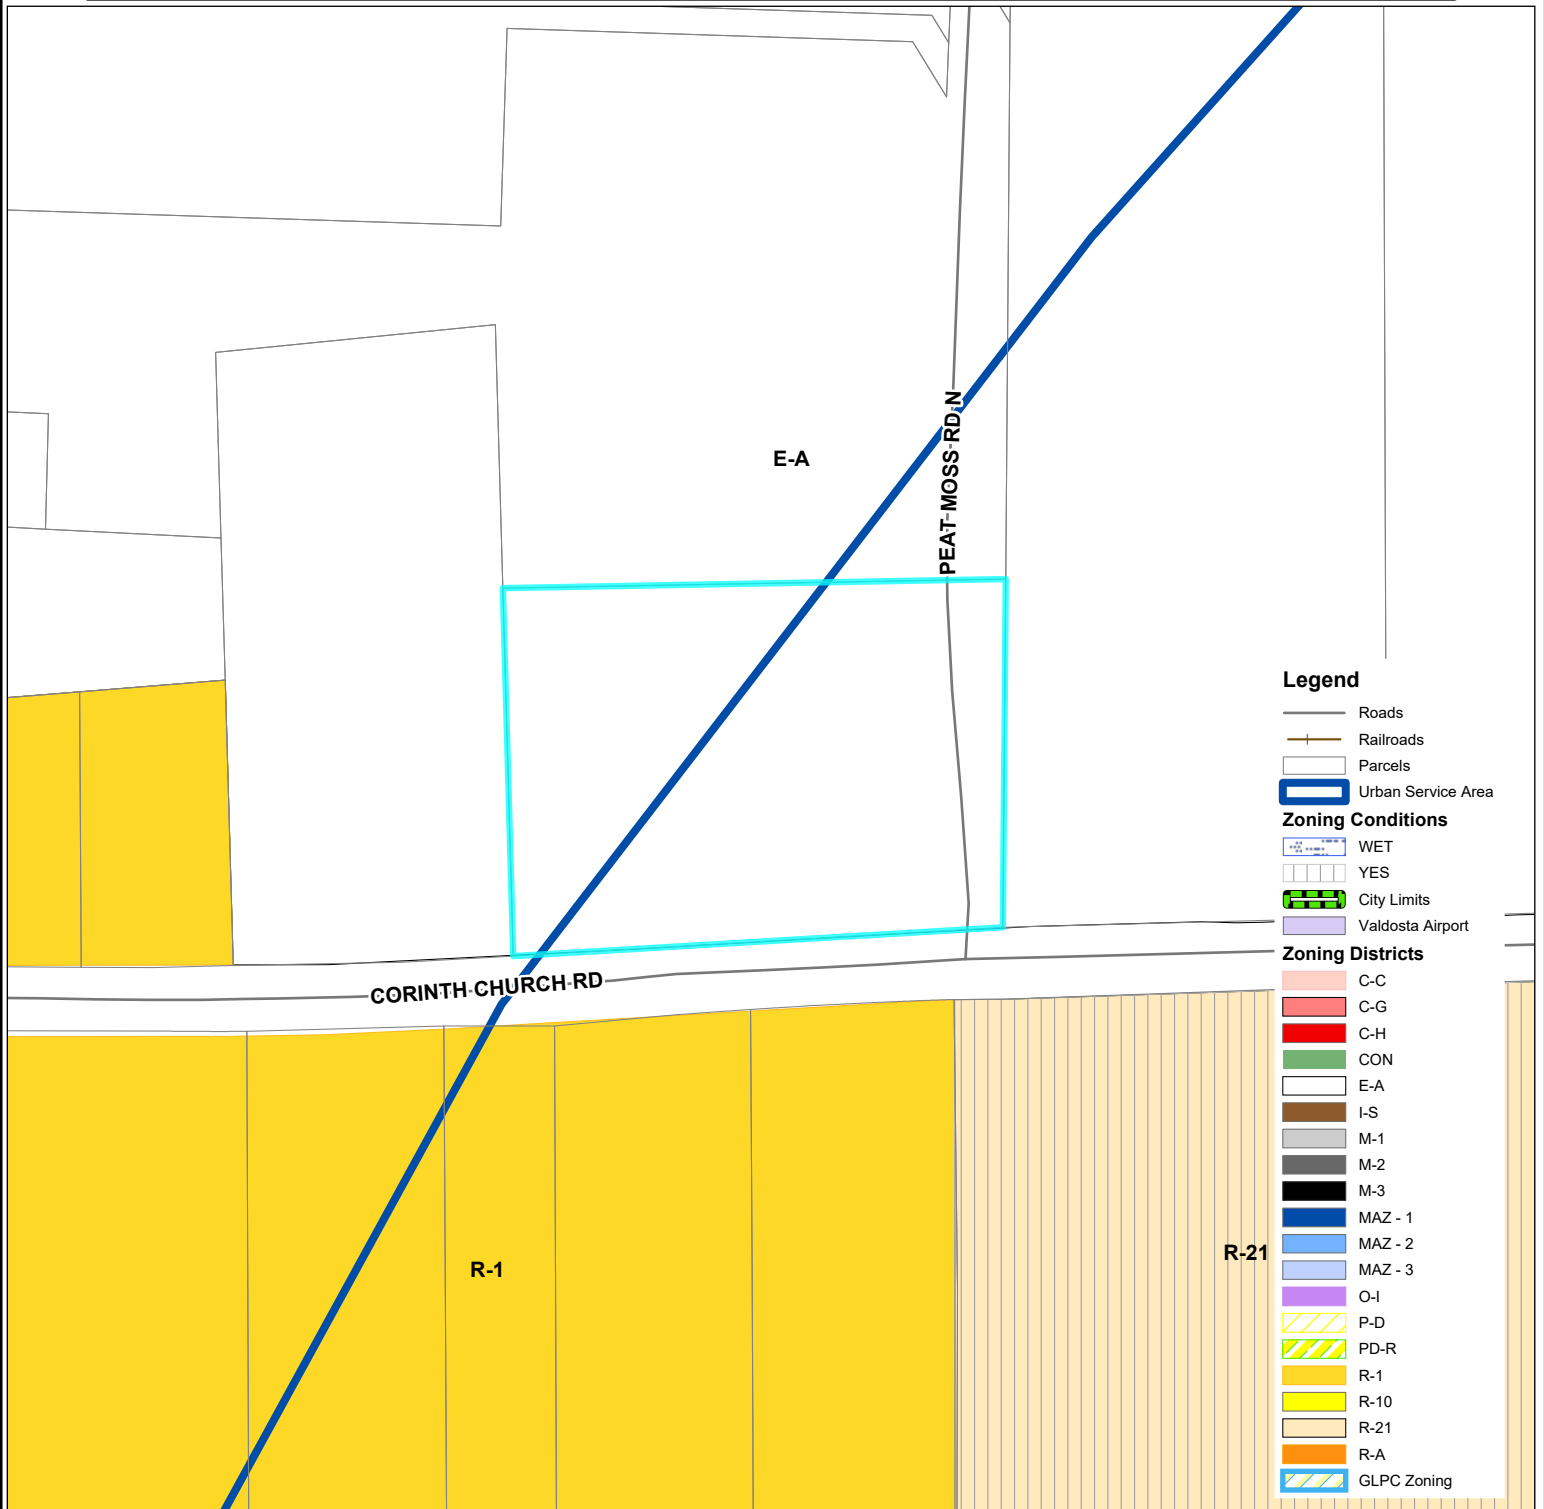 PEAT MOSS RD N
E-A
CORINTH CHURCH RD
R-1
R-21
Legend
Roads
Railroads
Parcels
Urban Service Area
Zoning Conditions
WET
YES
City Limits
Valdosta Airport
Zoning Districts
C-C
C-G
C-H
CON
E-A
I-S
M-1
M-2
M-3
MAZ - 1
MAZ - 2
MAZ - 3
O-I
P-D
PD-R
R-1
R-10
R-21
R-A
GLPC Zoning